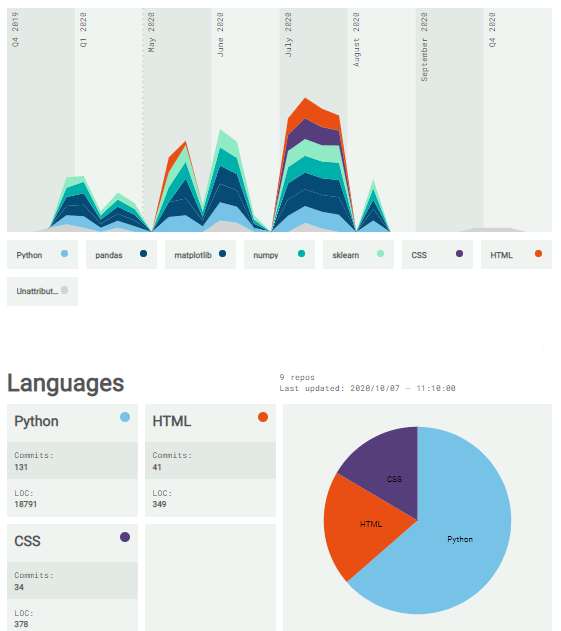 Q4 2019
Q1 2020
May 2020
June 2020
July 2020
August 2020
September 2020
Q4 2020
Python
pandas
matplotlib
numpy
sklearn
CSS
HTML
Unattribut...
Languages
9 repos
Last updated: 2020/10/07 - 11:10:00
Python
Commits:
131
LOC:
18791
HTML
Commits:
41
LOC:
349
CSS
Commits:
34
LOC:
378
CSS
HTML
Python